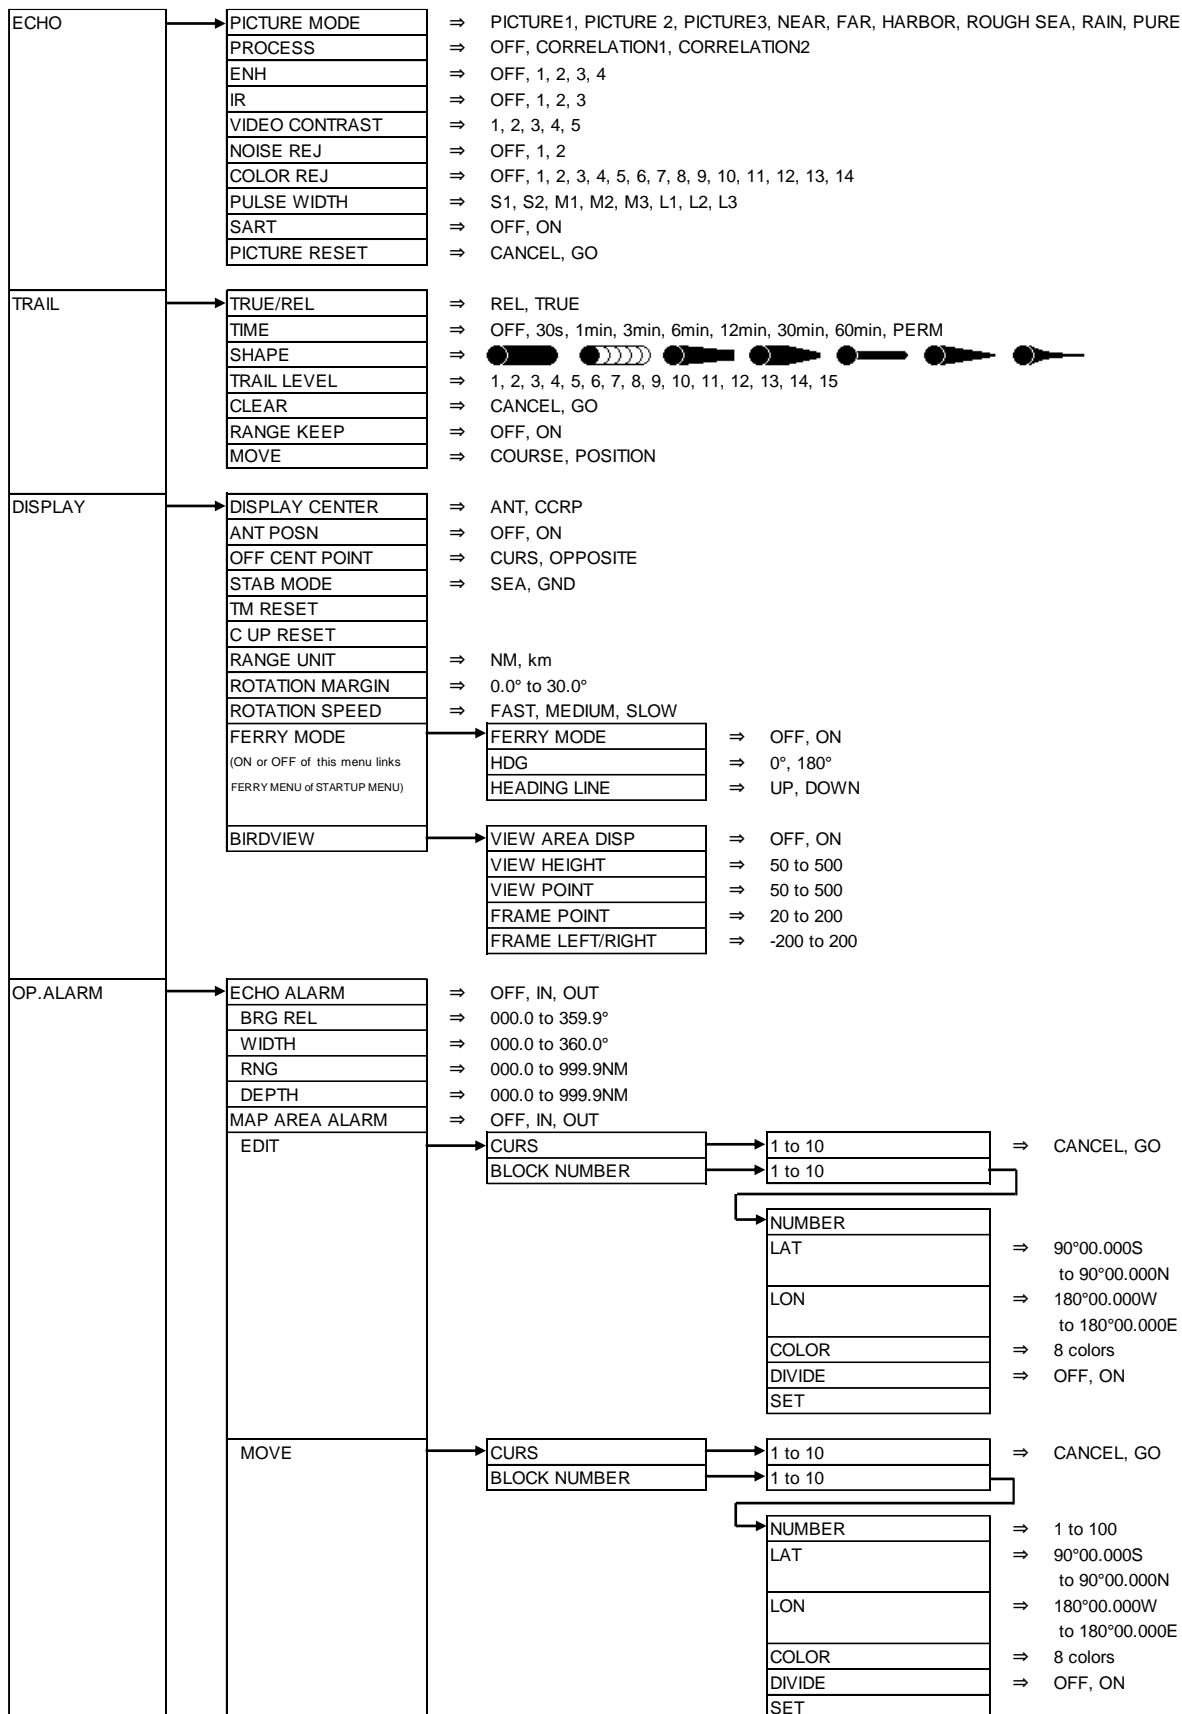 ECHO PICTURE MODE ⇒ PICTURE1, PICTURE 2, PICTURE3, NEAR, FAR, HARBOR, ROUGH SEA, RAIN, PURE
PROCESS ⇒ OFF, CORRELATION1, CORRELATION2
ENH ⇒ OFF, 1, 2, 3, 4
IR ⇒ OFF, 1, 2, 3
VIDEO CONTRAST ⇒ 1, 2, 3, 4, 5
NOISE REJ ⇒ OFF, 1, 2
COLOR REJ ⇒ OFF, 1, 2, 3, 4, 5, 6, 7, 8, 9, 10, 11, 12, 13, 14
PULSE WIDTH ⇒ S1, S2, M1, M2, M3, L1, L2, L3
SART ⇒ OFF, ON
PICTURE RESET ⇒ CANCEL, GO
TRAIL TRUE/REL ⇒ REL, TRUE
TIME ⇒ OFF, 30s, 1min, 3min, 6min, 12min, 30min, 60min, PERM
SHAPE ⇒
TRAIL LEVEL ⇒ 1, 2, 3, 4, 5, 6, 7, 8, 9, 10, 11, 12, 13, 14, 15
CLEAR ⇒ CANCEL, GO
RANGE KEEP ⇒ OFF, ON
MOVE ⇒ COURSE, POSITION
DISPLAY DISPLAY CENTER ⇒ ANT, CCRP
ANT POSN ⇒ OFF, ON
OFF CENT POINT ⇒ CURS, OPPOSITE
STAB MODE ⇒ SEA, GND
TM RESET
C UP RESET
RANGE UNIT ⇒ NM, km
ROTATION MARGIN ⇒ 0.0° to 30.0°
ROTATION SPEED ⇒ FAST, MEDIUM, SLOW
FERRY MODE FERRY MODE ⇒ OFF, ON
(ON or OFF of this menu links HDG ⇒ 0°, 180°
FERRY MENU of STARTUP MENU) HEADING LINE ⇒ UP, DOWN
BIRDVIEW VIEW AREA DISP ⇒ OFF, ON
VIEW HEIGHT ⇒ 50 to 500
VIEW POINT ⇒ 50 to 500
FRAME POINT ⇒ 20 to 200
FRAME LEFT/RIGHT ⇒ -200 to 200
OP.ALARM ECHO ALARM ⇒ OFF, IN, OUT
BRG REL ⇒ 000.0 to 359.9°
WIDTH ⇒ 000.0 to 360.0°
RNG ⇒ 000.0 to 999.9NM
DEPTH ⇒ 000.0 to 999.9NM
MAP AREA ALARM ⇒ OFF, IN, OUT
EDIT CURS 1 to 10 ⇒ CANCEL, GO
BLOCK NUMBER 1 to 10
NUMBER
LAT ⇒ 90°00.000S
to 90°00.000N
LON ⇒ 180°00.000W
to 180°00.000E
COLOR ⇒ 8 colors
DIVIDE ⇒ OFF, ON
SET
MOVE CURS 1 to 10 ⇒ CANCEL, GO
BLOCK NUMBER 1 to 10
NUMBER ⇒ 1 to 100
LAT ⇒ 90°00.000S
to 90°00.000N
LON ⇒ 180°00.000W
to 180°00.000E
COLOR ⇒ 8 colors
DIVIDE ⇒ OFF, ON
SET